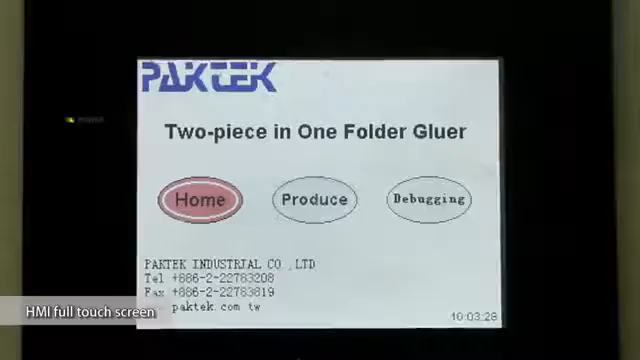 PAKTEK
Two-piece in One Folder Gluer
Home
Produce
Debugging
PAKTEK INDUSTRIAL CO.,LTD
Tel +886-2-22783208
Fax +886-2-22783819
paktek.com.tw
HMI full touch screen
10:03:28